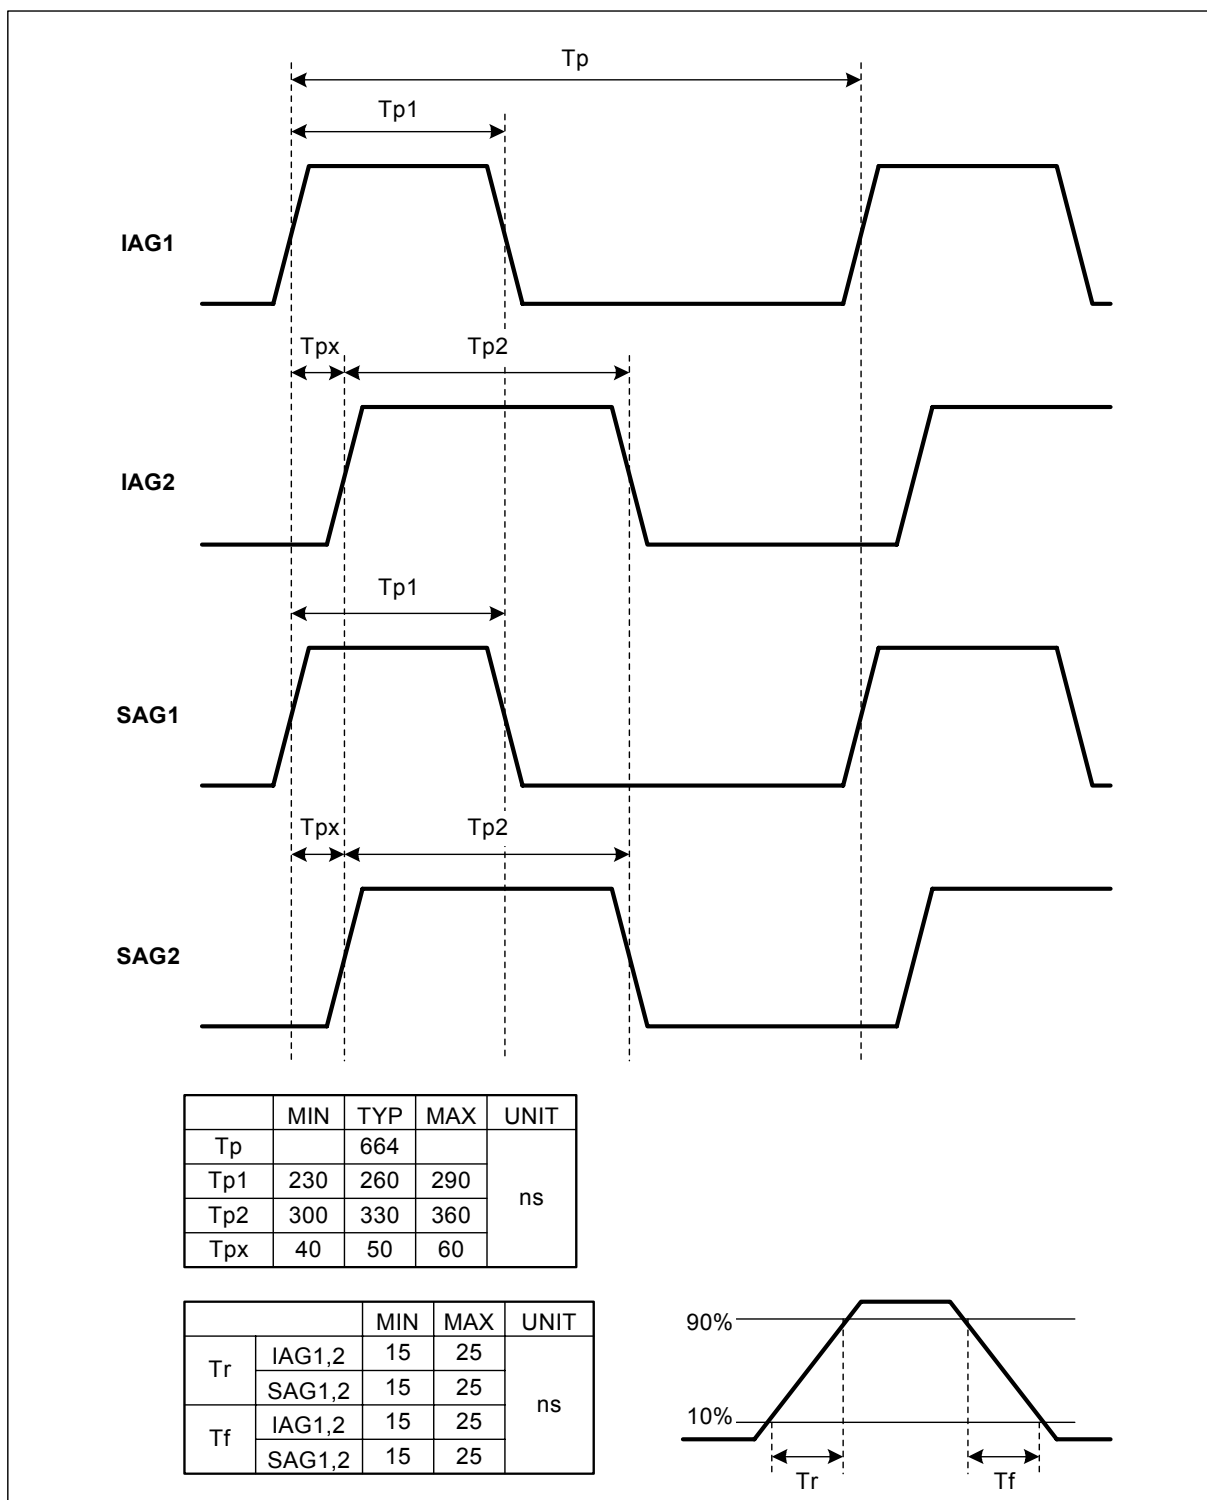 Tp
Tp1
IAG1
Tpx Tp2
IAG2
Tp1
SAG1
Tpx Tp2
SAG2
MIN TYP MAX UNIT
Tp 664
Tp1 230 260 290
ns
Tp2 300 330 360
Tpx 40 50 60
MIN MAX UNIT
Tr IAG1,2 15 25
SAG1,2 15 25
ns
Tf IAG1,2 15 25
SAG1,2 15 25
90%
10%
Tr Tf